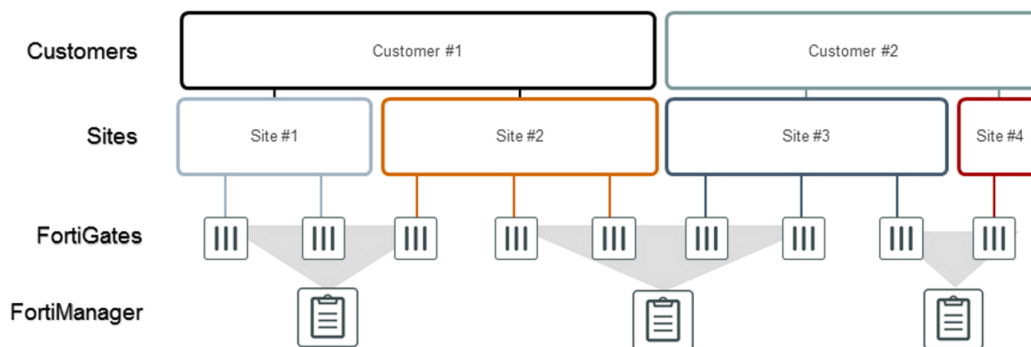 Customers
Customer #1
Customer #2
Sites
Site #1
Site #2
Site #3
Site #4
FortiGates
FortiManager